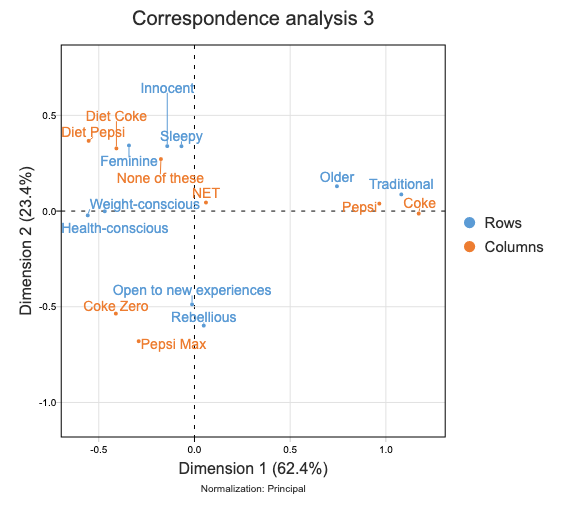 Correspondence analysis 3
Innocent
0.5
Diet Coke
Diet Pepsi
Sleepy
Feminine
None of these
Older
Traditional
NET
Weight-conscious
Pepsi
Coke
0.0
Rows
Health-conscious
Columns
Dimension 2 (23.4%)
Open to new experiences
-0.5
Coke Zero
Rebellious
Pepsi Max
-1.0
-0.5
0.0
0.5
1.0
Dimension 1 (62.4%)
Normalization: Principal